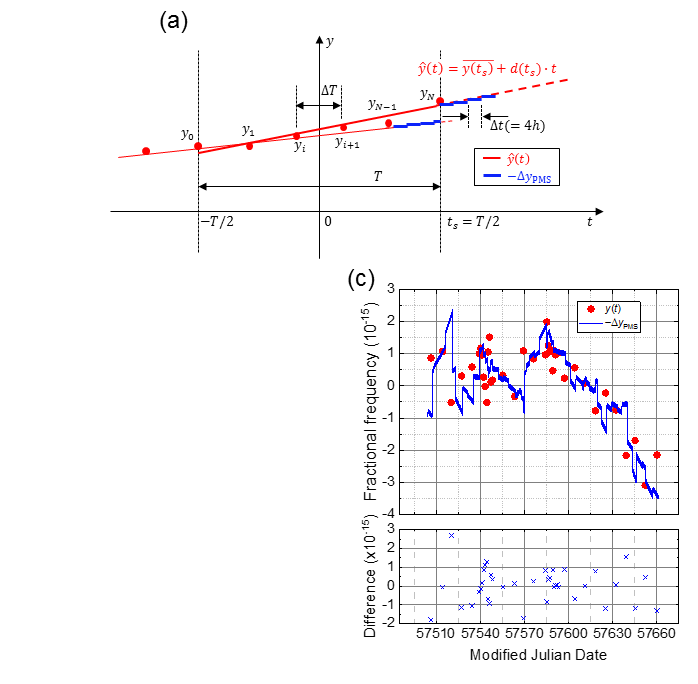 (a)
y
ŷ(t) = \overline{y(t_s)} + d(t_s)·t
ΔT
y_N
y_{N−1}
y_0
y_1
y_i
y_{i+1}
Δt(= 4h)
ŷ(t)
−Δy_PMS
T
−T/2
0
t_s = T/2
t
(c)
3
2
1
0
-1
-2
-3
-4
Fractional frequency (10^-15)
y(t)
−Δy_PMS
3
2
1
0
-1
-2
Difference (x10^-15)
57510 57540 57570 57600 57630 57660
Modified Julian Date